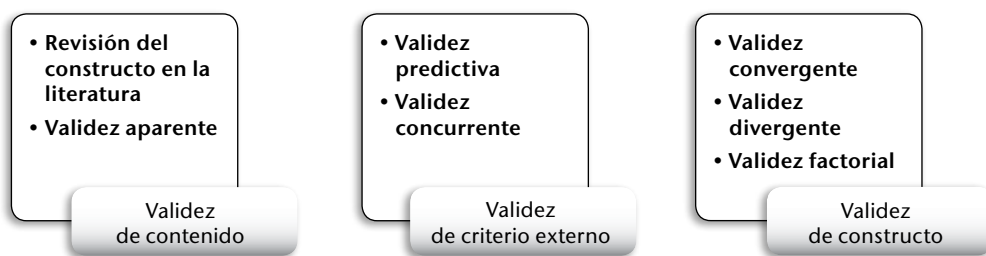 • Revisión del
constructo en la
literatura
• Validez aparente
Validez
de contenido
• Validez
predictiva
• Validez
concurrente
Validez
de criterio externo
• Validez
convergente
• Validez
divergente
• Validez factorial
Validez
de constructo